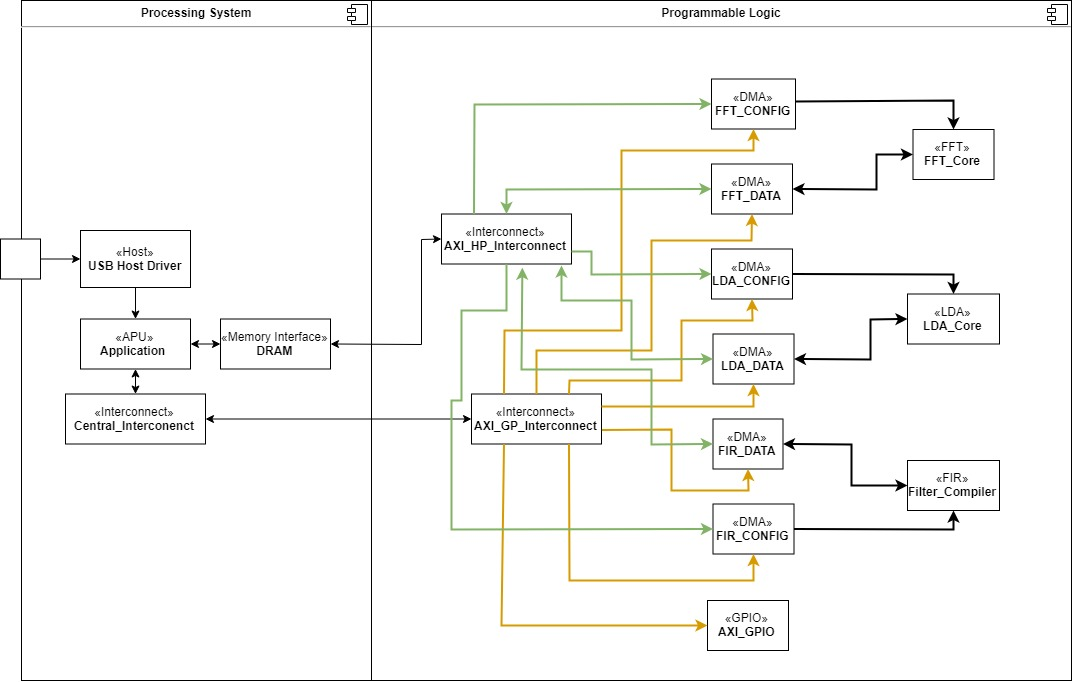 Processing System
Programmable Logic
«DMA»
FFT_CONFIG
«FFT»
FFT_Core
«DMA»
FFT_DATA
«Interconnect»
AXI_HP_Interconnect
«Host»
USB Host Driver
«DMA»
LDA_CONFIG
«LDA»
LDA_Core
«APU»
Application
«Memory Interface»
DRAM
«DMA»
LDA_DATA
«Interconnect»
Central_Interconenct
«Interconnect»
AXI_GP_Interconnect
«DMA»
FIR_DATA
«FIR»
Filter_Compiler
«DMA»
FIR_CONFIG
«GPIO»
AXI_GPIO